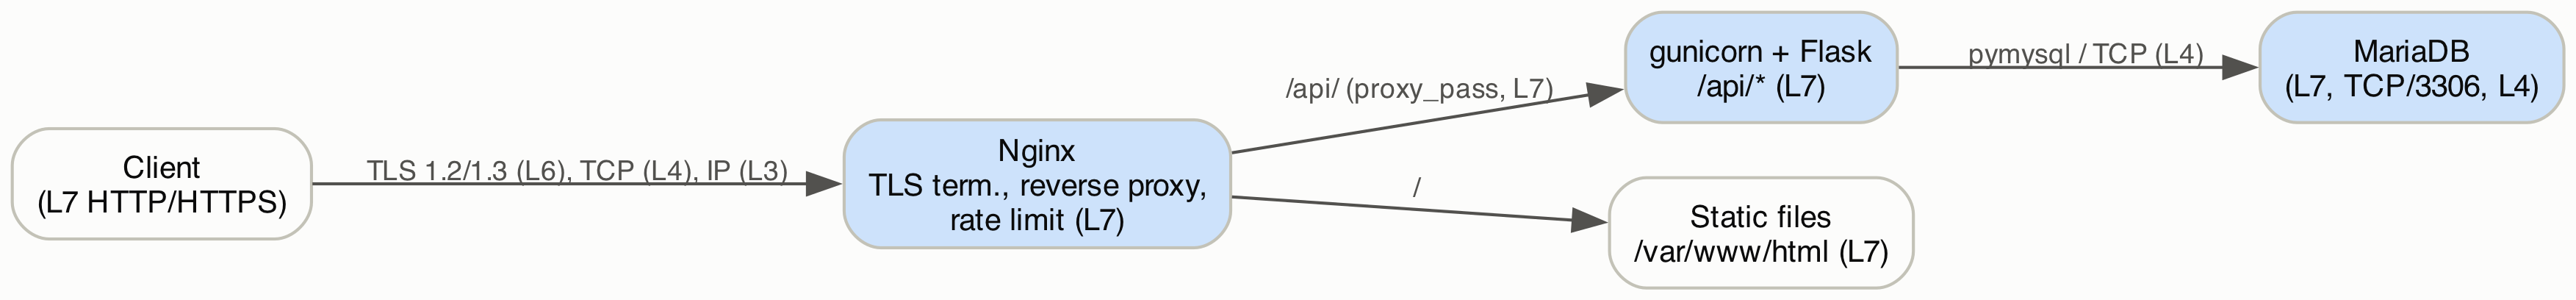 Client
(L7 HTTP/HTTPS)
TLS 1.2/1.3 (L6), TCP (L4), IP (L3)
Nginx
TLS term., reverse proxy,
rate limit (L7)
/api/ (proxy_pass, L7)
gunicorn + Flask
/api/* (L7)
pymysql / TCP (L4)
MariaDB
(L7, TCP/3306, L4)
/
Static files
/var/www/html (L7)